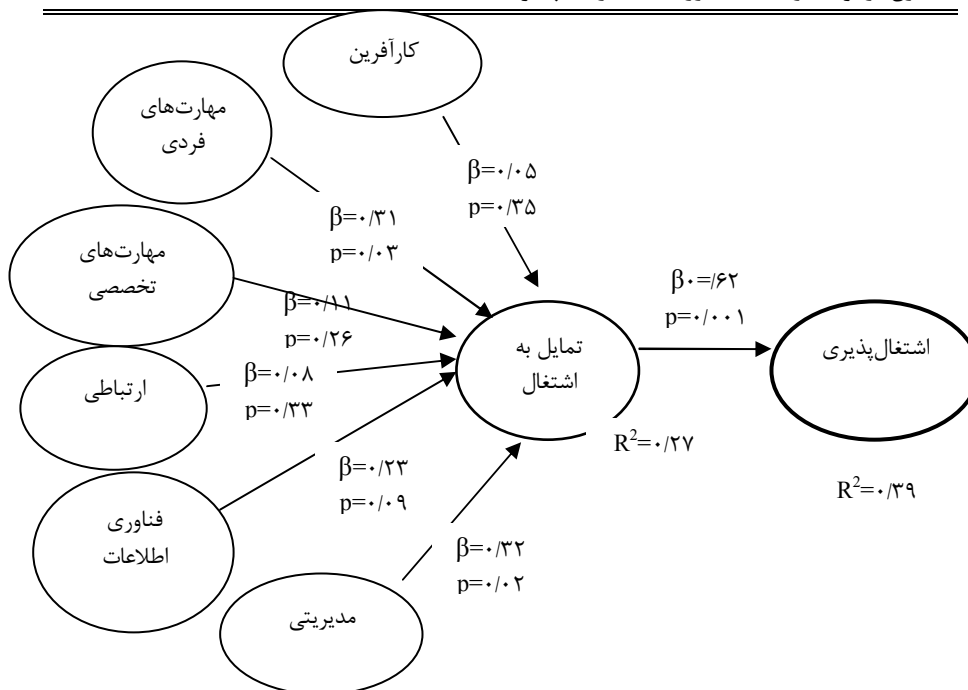 کارآفرین
مهارت‌های
فردی
β=۰/۰۵
p=۰/۳۵
β=۰/۳۱
p=۰/۰۳
مهارت‌های
تخصصی
β=۰/۱۱
p=۰/۲۶
β۰=/۶۲
p=۰/۰۰۱
تمایل به
اشتغال
اشتغال‌پذیری
ارتباطی
β=۰/۰۸
p=۰/۳۳
R²=۰/۲۷
R²=۰/۳۹
β=۰/۲۳
p=۰/۰۹
فناوری
اطلاعات
β=۰/۳۲
p=۰/۰۲
مدیریتی